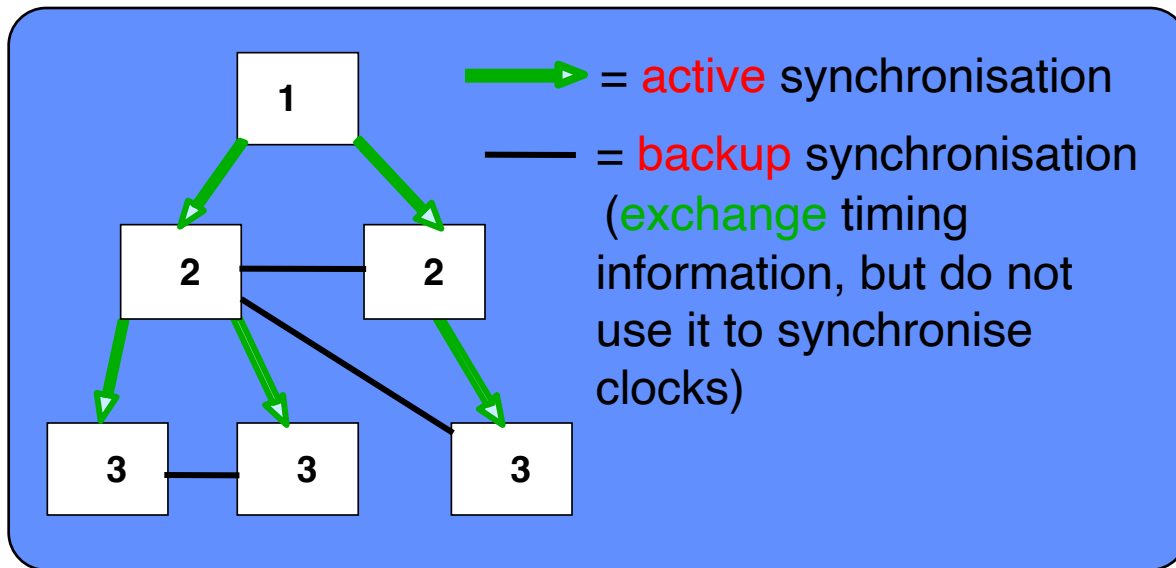 1
= active synchronisation
= backup synchronisation
(exchange timing
information, but do not
use it to synchronise
clocks)
2 2
3 3 3